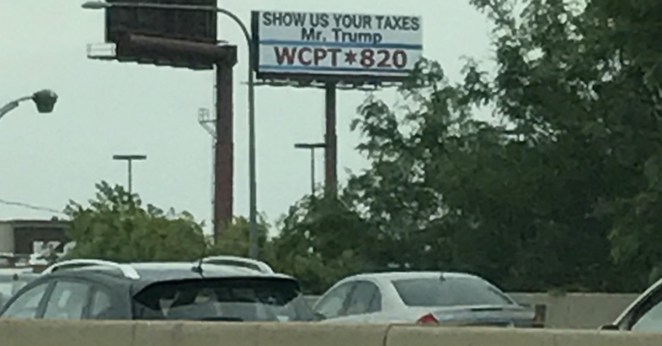 SHOW US YOUR TAXES
Mr. Trump
WCPT*820